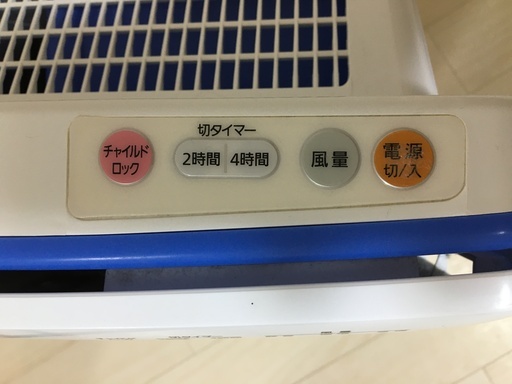 切タイマー
チャイルド
ロック
2時間 4時間
風量
電源
切/入